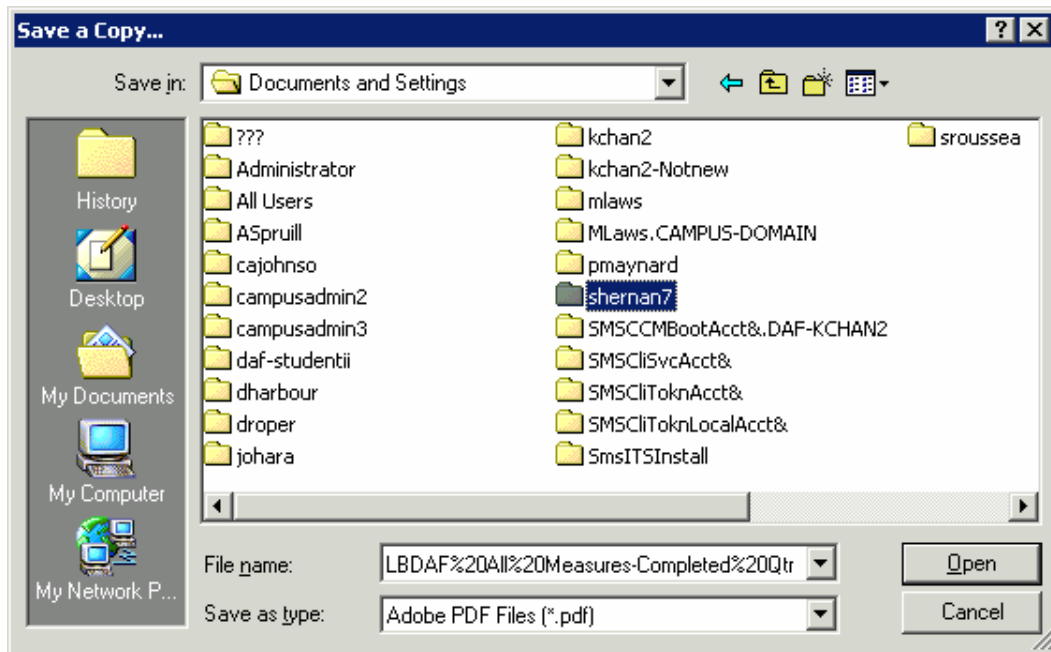 Save a Copy...
Save in: Documents and Settings
History
Desktop
My Documents
My Computer
My Network P...
???
Administrator
All Users
ASpruill
cajohnso
campusadmin2
campusadmin3
daf-studentii
dharbour
droper
johara
kchan2
kchan2-Notnew
mlaws
MLaws.CAMPUS-DOMAIN
pmaynard
shernan7
SMSCCMBootAcct&.DAF-KCHAN2
SMSCliSvcAcct&
SMSCliToknAcct&
SMSCliToknLocalAcct&
SmsITSInstall
sroussea
File name: LBDAF%20All%20Measures-Completed%20Qtr
Open
Save as type: Adobe PDF Files (*.pdf)
Cancel